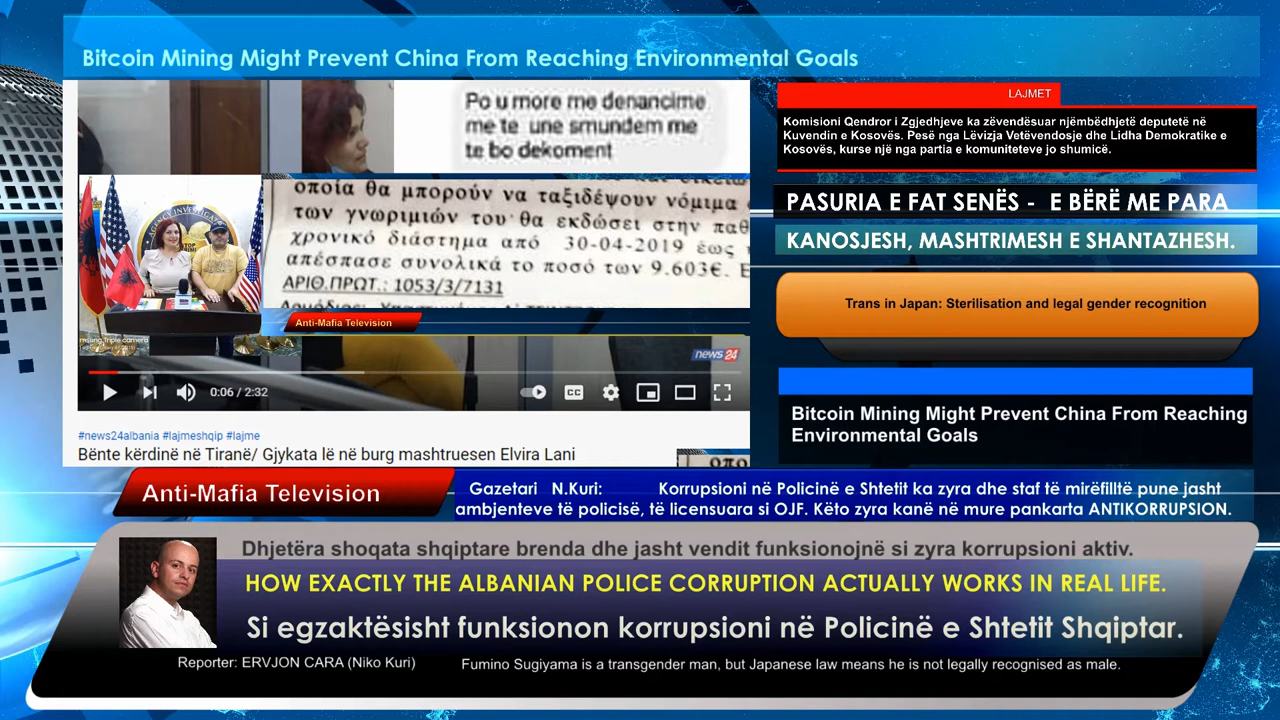 Bitcoin Mining Might Prevent China From Reaching Environmental Goals
Po u more me denancime
me te une smundem me
te bo dekoment
οποία θα μπορούν να ταξιδέψουν νόμιμα
των γνωριμιών του θα εκδώσει στην
χρονικό διάστημα από 30-04-2019 έως
απέσπασε συνολικά το ποσό των 9.603€.
ΑΡΙΘ.ΠΡΩΤ.: 1053/3/7131
Anti-Mafia Television
news 24
0:06 / 2:32
CC
#news24albania #lajmeshqip #lajme
Bënte kërdinë në Tiranë/ Gjykata lë në burg mashtruesen Elvira Lani
LAJMET
Komisioni Qendror i Zgjedhjeve ka zëvendësuar njëmbëdhjetë deputetë në
Kuvendin e Kosovës. Pesë nga Lëvizja Vetëvendosje dhe Lidha Demokratike e
Kosovës, kurse një nga partia e komuniteteve jo shumicë.
PASURIA E FAT SENËS - E BËRË ME PARA
KANOSJESH, MASHTRIMESH E SHANTAZHESH.
Trans in Japan: Sterilisation and legal gender recognition
Bitcoin Mining Might Prevent China From Reaching
Environmental Goals
Anti-Mafia Television
Gazetari N.Kuri: Korrupsioni në Policinë e Shtetit ka zyra dhe staf të mirëfilltë pune jasht
ambjenteve të policisë, të licensuara si OJF. Këto zyra kanë në mure pankarta ANTIKORRUPSION.
Dhjetëra shoqata shqiptare brenda dhe jasht vendit funksionojnë si zyra korrupsioni aktiv.
HOW EXACTLY THE ALBANIAN POLICE CORRUPTION ACTUALLY WORKS IN REAL LIFE.
Si egzaktësisht funksionon korrupsioni në Policinë e Shtetit Shqiptar.
Reporter: ERVJON CARA (Niko Kuri)
Fumino Sugiyama is a transgender man, but Japanese law means he is not legally recognised as male.